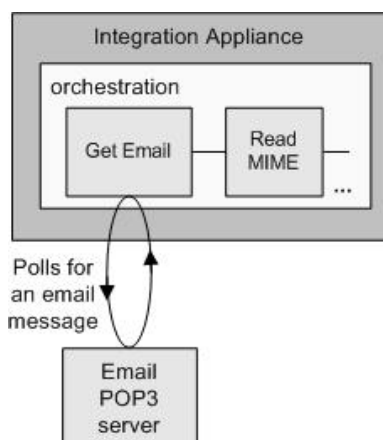 Integration Appliance
orchestration
Get Email
Read
MIME
...
Polls for
an email
message
Email
POP3
server